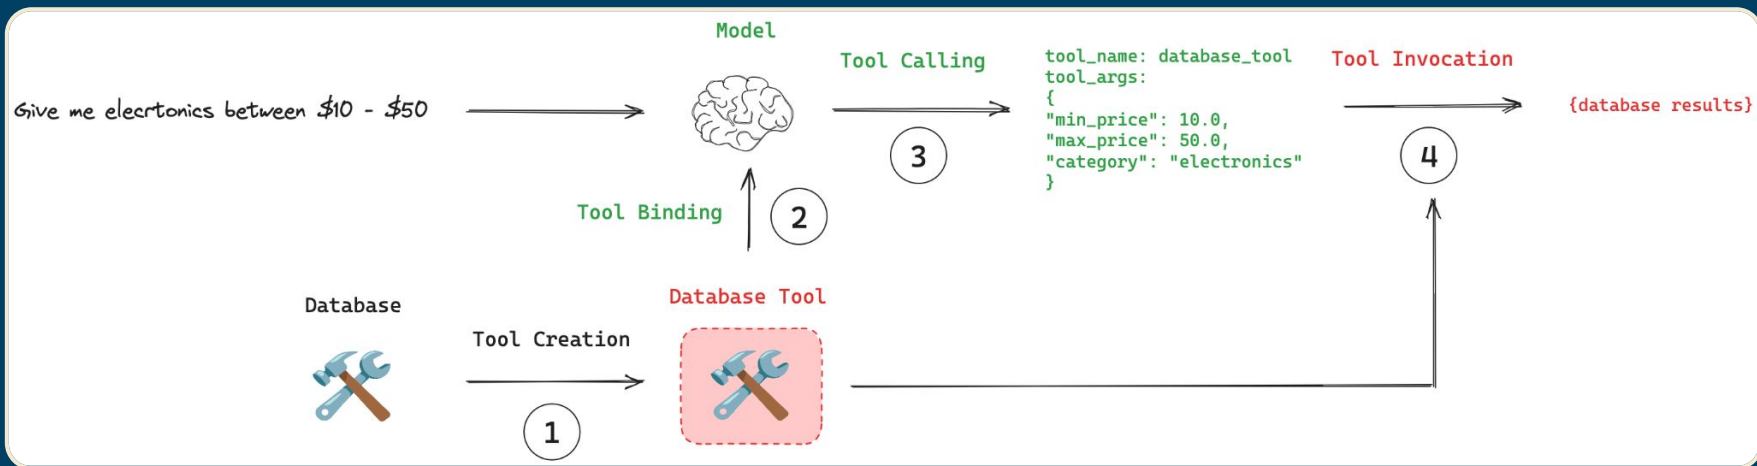 Model
Tool Calling
tool_name: database_tool
tool_args:
{
"min_price": 10.0,
"max_price": 50.0,
"category": "electronics"
}
Tool Invocation
Give me elecrtonics between $10 - $50
{database results}
3
4
Tool Binding
2
Database
Database Tool
Tool Creation
1